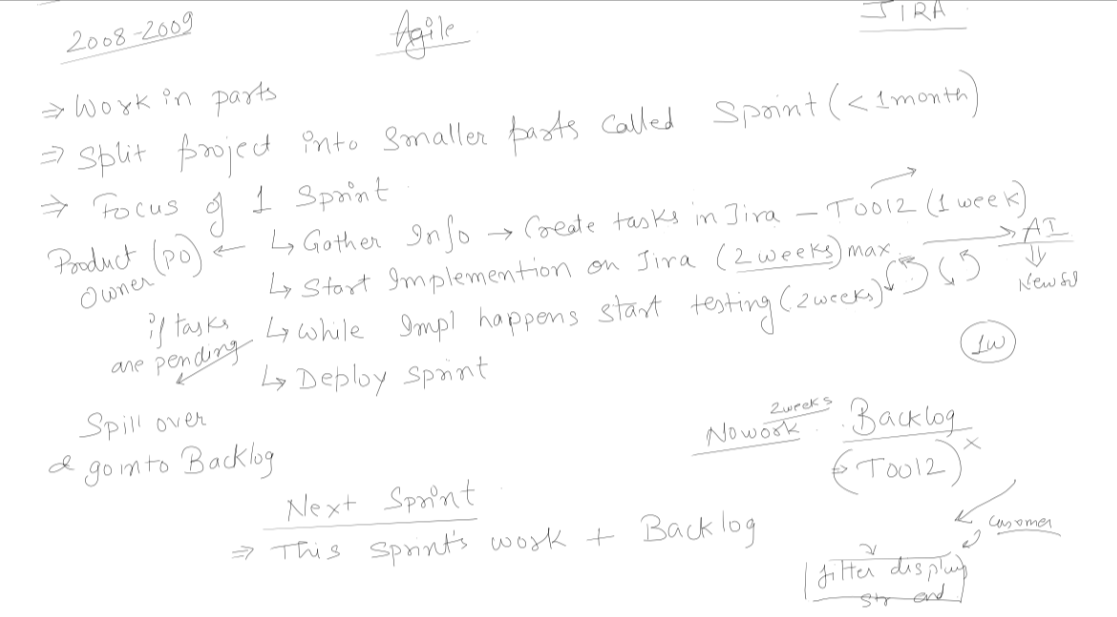 2008-2009
Agile
JIRA
⇒ Work in parts
⇒ Split project into smaller parts called Sprint (< 1 month)
⇒ Focus of 1 Sprint
Product (PO) ← ↳ Gather Info → Create tasks in Jira – T0012 (1 week)
Owner
↳ Start Implemention on Jira (2 weeks) max → AI
↳ While Impl happens start testing (2 weeks)
if tasks
are pending
↳ Deploy sprint
1W
Spill over
& go into Backlog
No work 2 weeks
Backlog
(⇒ T0012) x
Next Sprint
⇒ This Sprint's work + Backlog
Cusomer
filter display